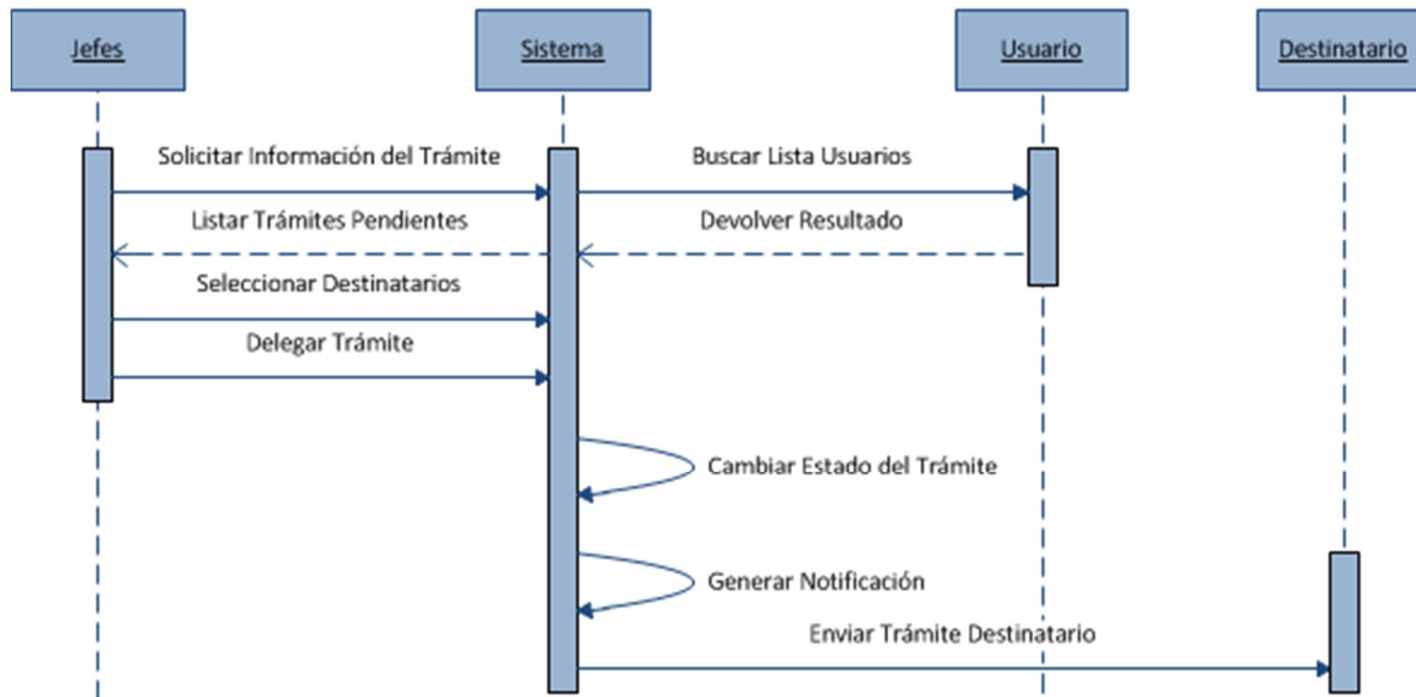 Jefes
Sistema
Usuario
Destinatario
Solicitar Información del Trámite
Buscar Lista Usuarios
Listar Trámites Pendientes
Devolver Resultado
Seleccionar Destinatarios
Delegar Trámite
Cambiar Estado del Trámite
Generar Notificación
Enviar Trámite Destinatario